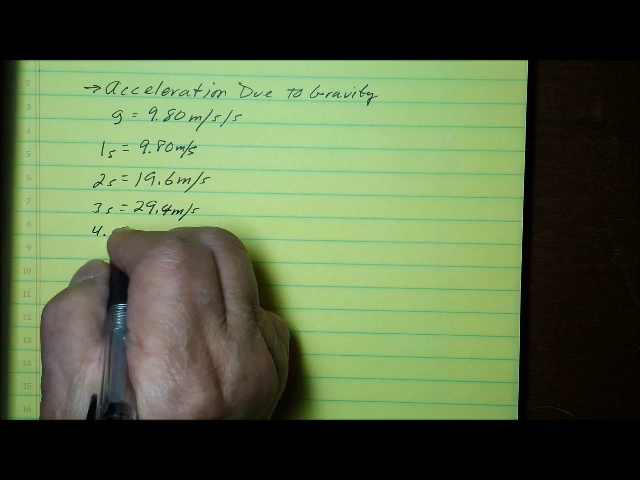 → Acceleration Due To Gravity
g = 9.80 m/s/s
1s = 9.80 m/s
2s = 19.6 m/s
3s = 29.4 m/s
4.